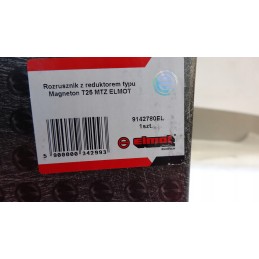 Rozrusznik z reduktorem typu
Magneton T25 MTZ ELMOT
9142780EL
1szt.
5 900000 342993
elmot